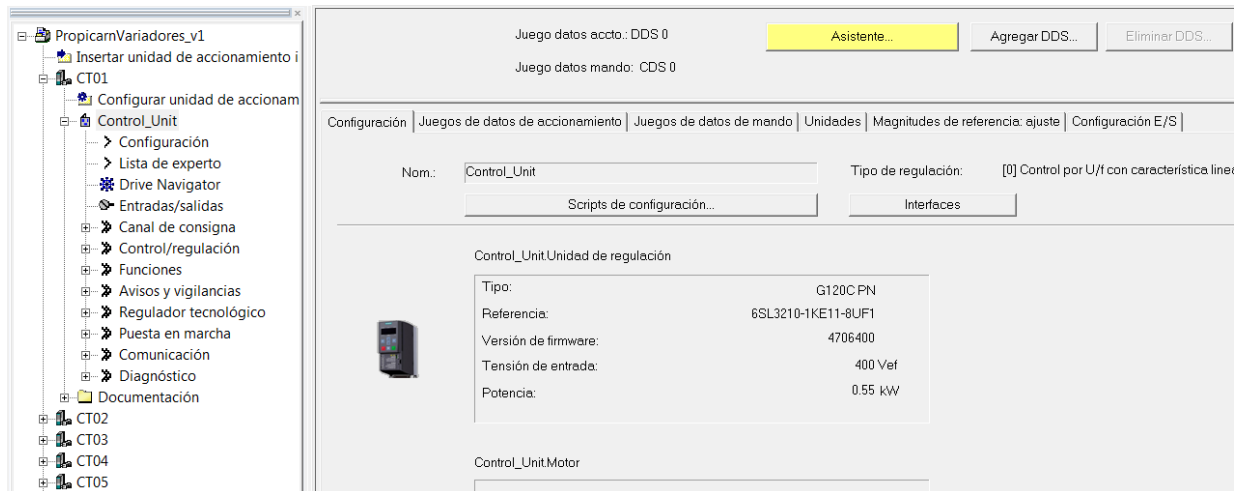 PropicarnVariadores_v1
Insertar unidad de accionamiento i
CT01
Configurar unidad de accionam
Control_Unit
Configuración
Lista de experto
Drive Navigator
Entradas/salidas
Canal de consigna
Control/regulación
Funciones
Avisos y vigilancias
Regulador tecnológico
Puesta en marcha
Comunicación
Diagnóstico
Documentación
CT02
CT03
CT04
CT05
Juego datos accto.: DDS 0
Asistente...
Agregar DDS...
Eliminar DDS...
Juego datos mando: CDS 0
Configuración Juegos de datos de accionamiento Juegos de datos de mando Unidades Magnitudes de referencia: ajuste Configuración E/S
Nom.: Control_Unit
Tipo de regulación: [0] Control por U/f con característica linea
Scripts de configuración...
Interfaces
Control_Unit.Unidad de regulación
Tipo: G120C PN
Referencia: 6SL3210-1KE11-8UF1
Versión de firmware: 4706400
Tensión de entrada: 400 Vef
Potencia: 0.55 kW
Control_Unit.Motor